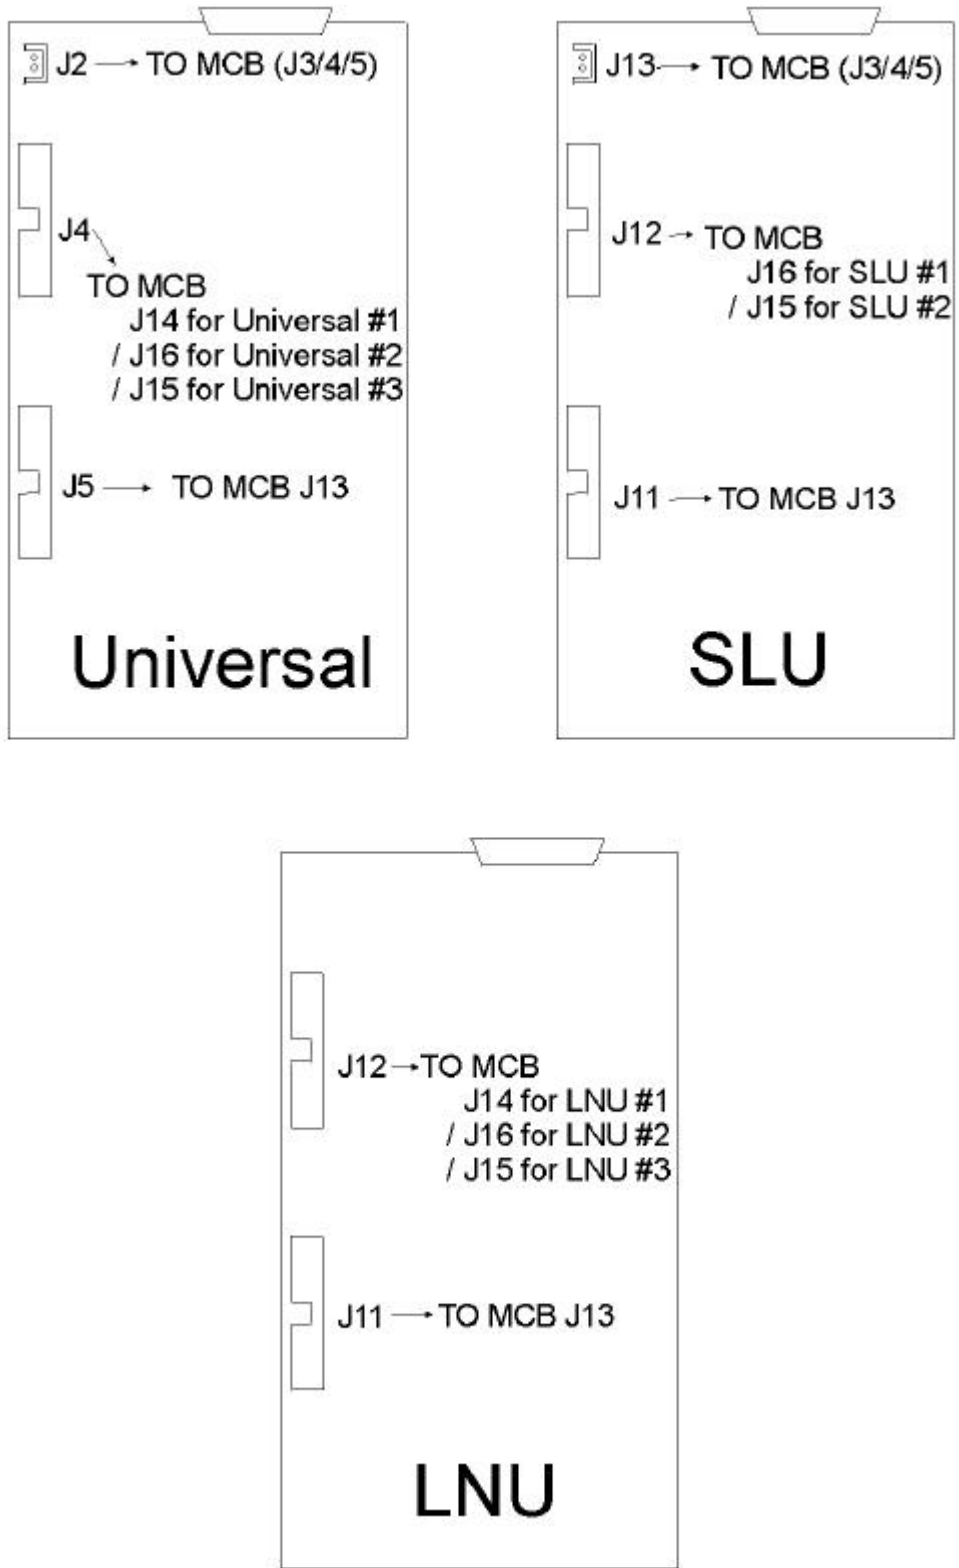 J2 → TO MCB (J3/4/5)
J4
TO MCB
J14 for Universal #1
/ J16 for Universal #2
/ J15 for Universal #3
J5 → TO MCB J13
Universal
J13 → TO MCB (J3/4/5)
J12 → TO MCB
J16 for SLU #1
/ J15 for SLU #2
J11 → TO MCB J13
SLU
J12 → TO MCB
J14 for LNU #1
/ J16 for LNU #2
/ J15 for LNU #3
J11 → TO MCB J13
LNU